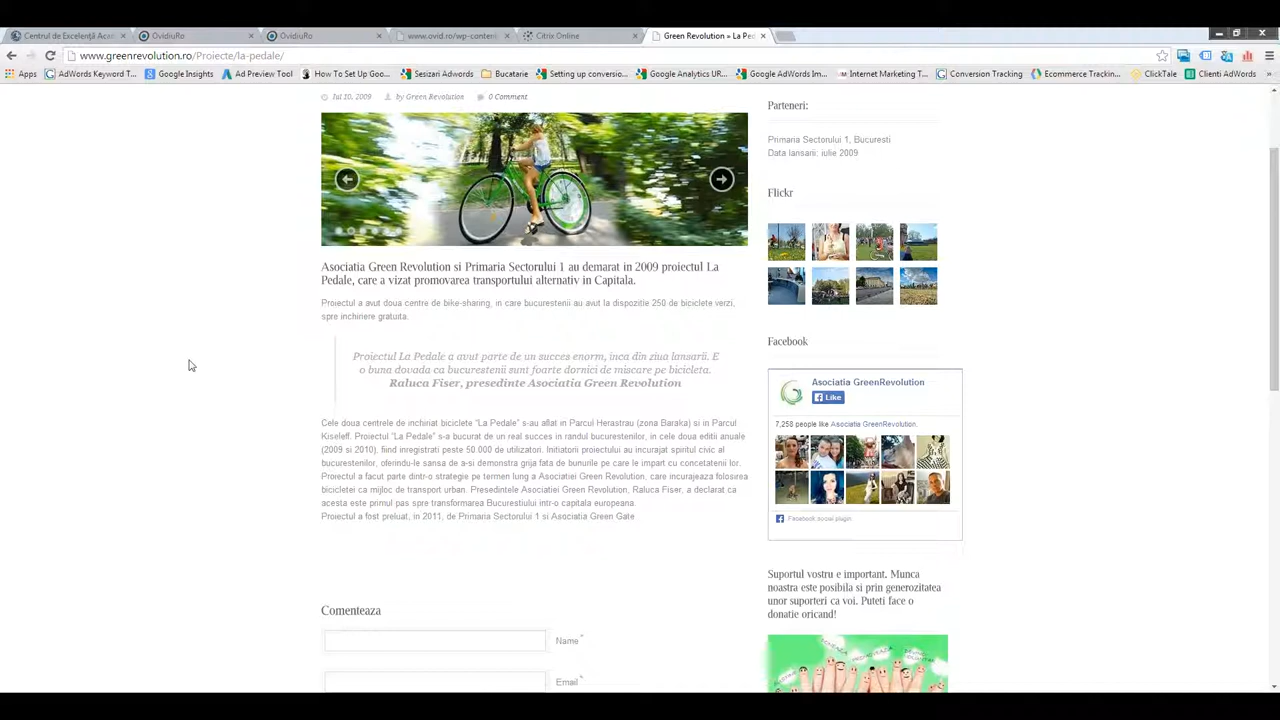 Centrul de Excelență Aca
OvidiuRo
OvidiuRo
www.ovid.ro/wp-conten
Citrix Online
Green Revolution » La Ped
www.greenrevolution.ro/Proiecte/la-pedale/
Apps
AdWords Keyword T...
Google Insights
Ad Preview Tool
How To Set Up Goo...
Sesizari Adwords
Bucatarie
Setting up conversio...
Google Analytics UR...
Google AdWords Im...
Internet Marketing T...
Conversion Tracking
Ecommerce Trackin...
ClickTale
Clienti AdWords
Iul 10, 2009
by Green Revolution
0 Comment
Asociatia Green Revolution si Primaria Sectorului 1 au demarat in 2009 proiectul La
Pedale, care a vizat promovarea transportului alternativ in Capitala.
Proiectul a avut doua centre de bike-sharing, in care bucurestenii au avut la dispozitie 250 de biciclete verzi,
spre inchiriere gratuita.
Proiectul La Pedale a avut parte de un succes enorm, inca din ziua lansarii. E
o buna dovada ca bucurestenii sunt foarte dornici de miscare pe bicicleta.
Raluca Fiser, presedinte Asociatia Green Revolution
Cele doua centrele de inchiriat biciclete "La Pedale" s-au aflat in Parcul Herastrau (zona Baraka) si in Parcul
Kiseleff. Proiectul "La Pedale" s-a bucurat de un real succes in randul bucurestenilor, in cele doua editii anuale
(2009 si 2010), fiind inregistrati peste 50.000 de utilizatori. Initiatorii proiectului au incurajat spiritul civic al
bucurestenilor, oferindu-le sansa de a-si demonstra grija fata de bunurile pe care le impart cu concetatenii lor.
Proiectul a facut parte dintr-o strategie pe termen lung a Asociatiei Green Revolution, care incurajeaza folosirea
bicicletei ca mijloc de transport urban. Presedintele Asociatiei Green Revolution, Raluca Fiser, a declarat ca
acesta este primul pas spre transformarea Bucurestiului intr-o capitala europeana.
Proiectul a fost preluat, in 2011, de Primaria Sectorului 1 si Asociatia Green Gate
Comenteaza
Name*
Email*
Parteneri:
Primaria Sectorului 1, Bucuresti
Data lansarii: iulie 2009
Flickr
Facebook
Asociatia GreenRevolution
Like
7,258 people like Asociatia GreenRevolution.
Facebook social plugin
Suportul vostru e important. Munca
noastra este posibila si prin generozitatea
unor suporteri ca voi. Puteti face o
donatie oricand!